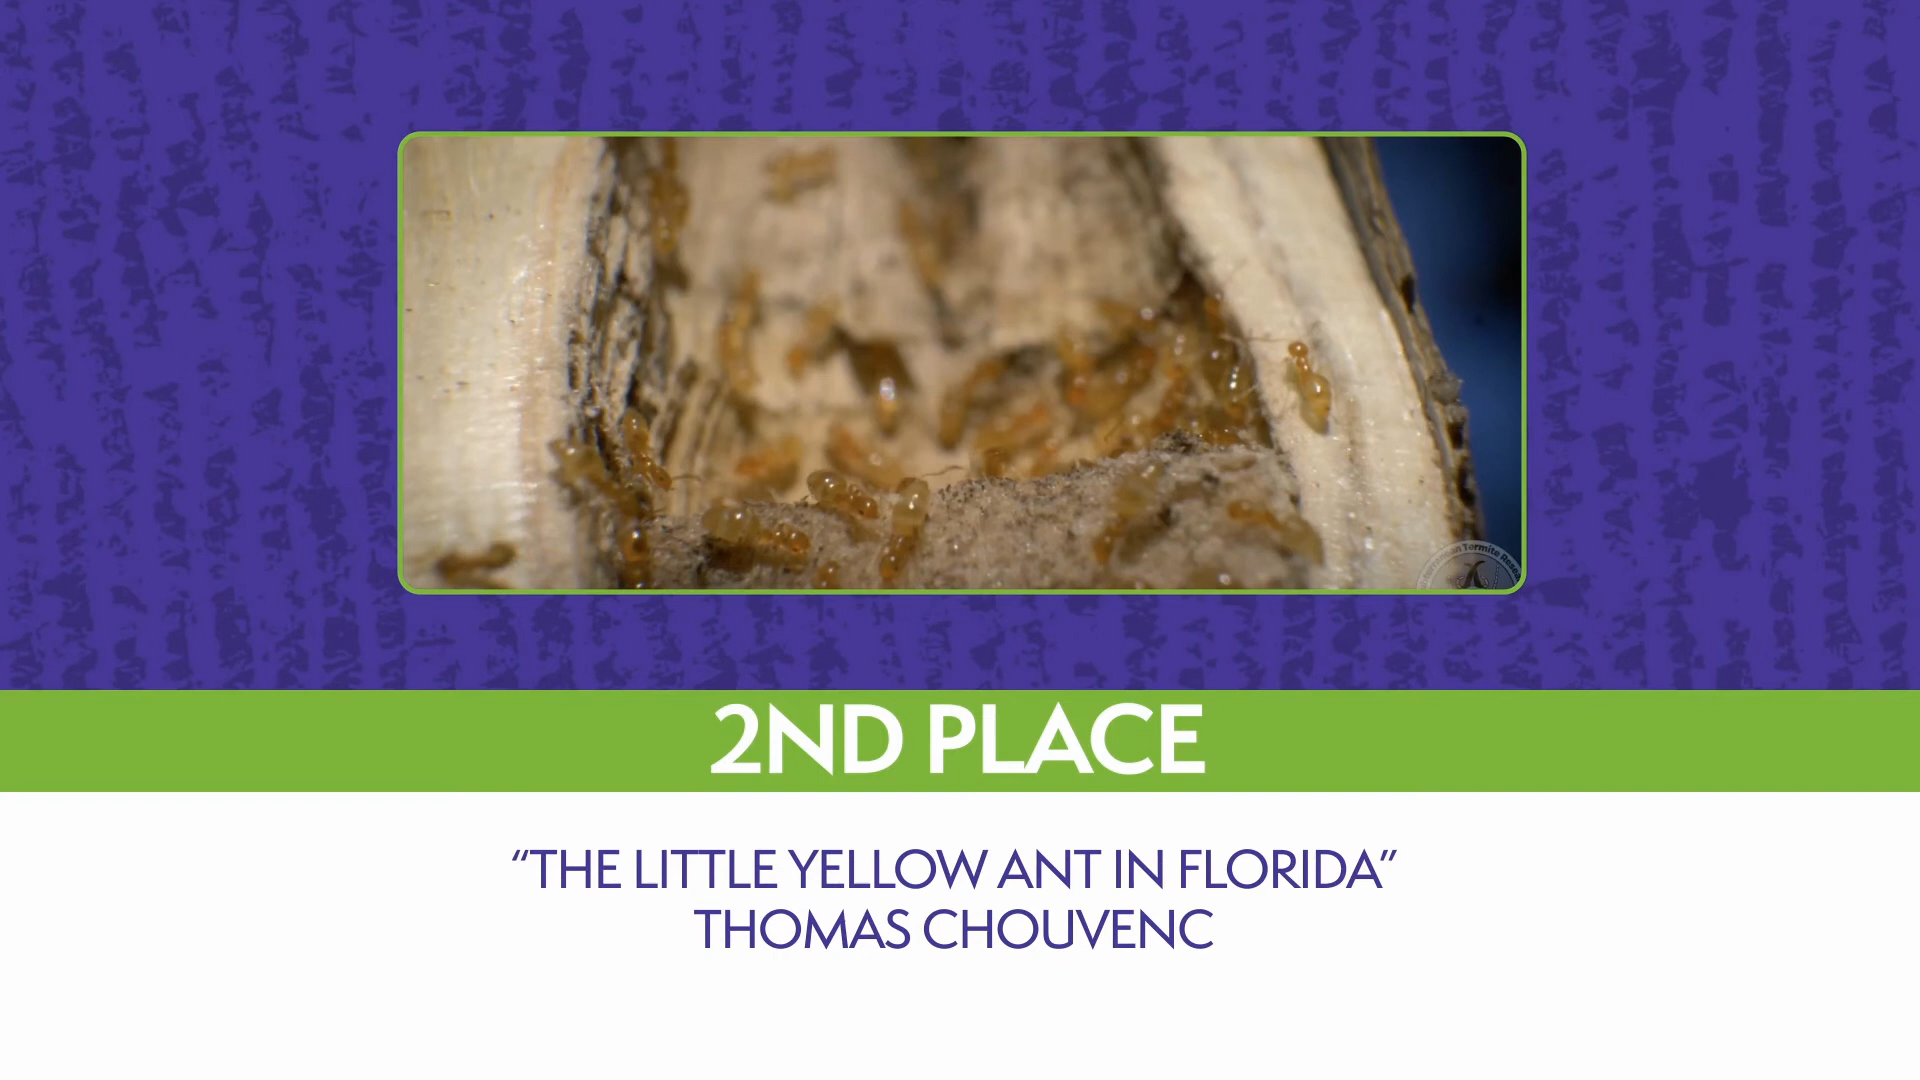 2ND PLACE
“THE LITTLE YELLOW ANT IN FLORIDA”
THOMAS CHOUVENC